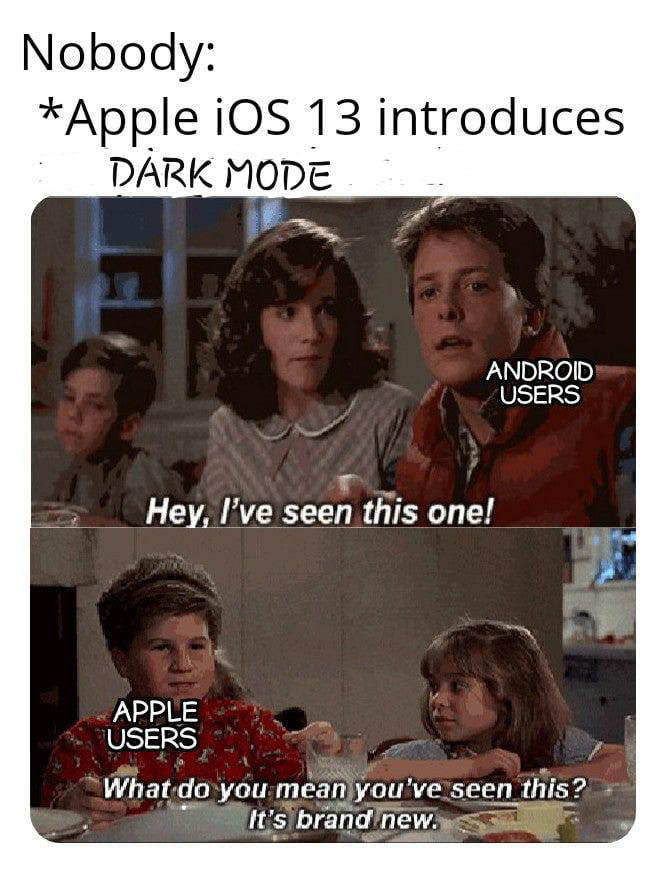 Nobody:
*Apple iOS 13 introduces
DARK MODE
ANDROID
USERS
Hey, I've seen this one!
APPLE
USERS
What do you mean you've seen this?
It's brand new.